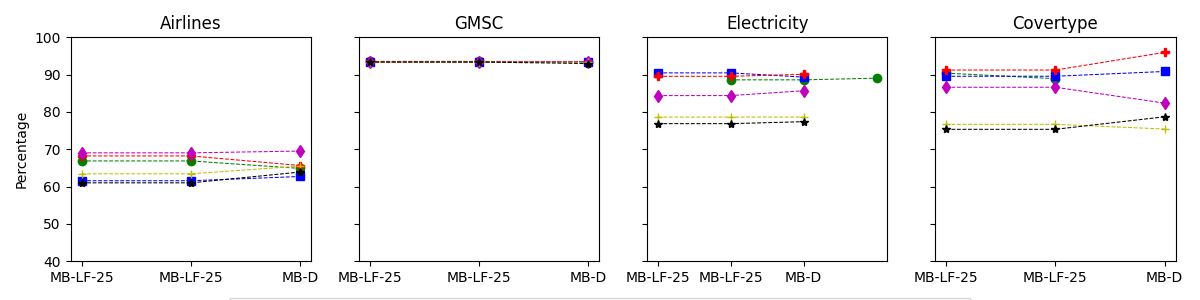 Airlines
GMSC
Electricity
Covertype
Percentage
100
90
80
70
60
50
40
MB-LF-25 MB-LF-25 MB-D
MB-LF-25 MB-LF-25 MB-D
MB-LF-25 MB-LF-25 MB-D
MB-LF-25 MB-LF-25 MB-D